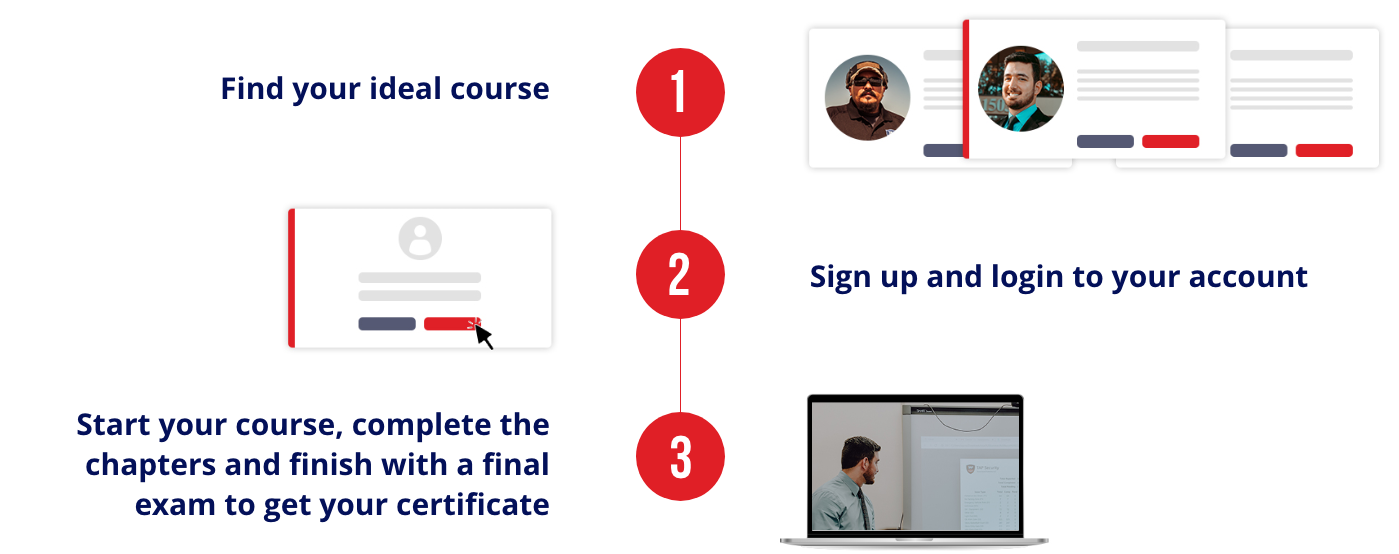 Find your ideal course
1
2
Sign up and login to your account
Start your course, complete the
chapters and finish with a final
exam to get your certificate
3